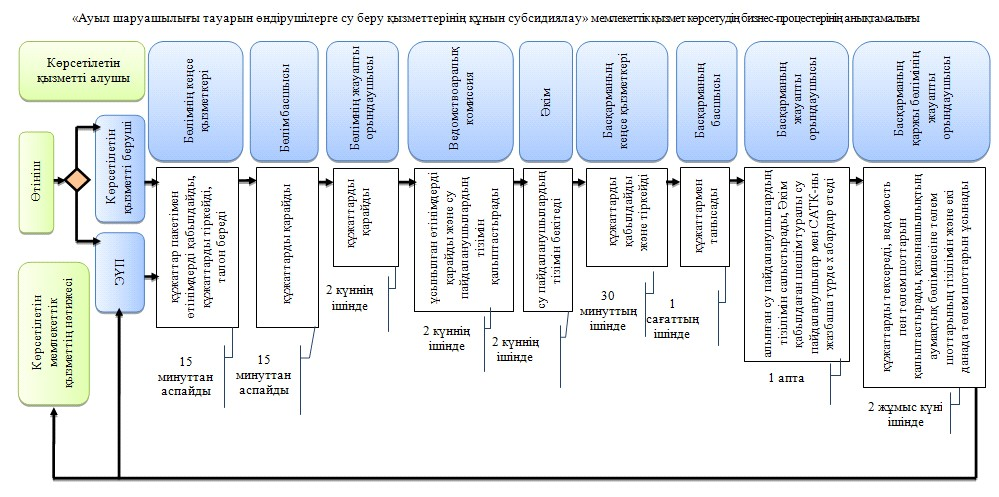 «Ауыл шаруашылығы тауарын өндірушілерге су беру қызметтерінің құнын субсидиялау» мемлекеттік қызмет көрсетудің бизнес-процестерінің анықтамалығы
Көрсетілетін
қызметті алушы
Бөлімнің кеңсе
қызметкері
Бөлім басшысы
Бөлімнің жауапты
орындаушысы
Ведомствоаралық
комиссия
Әкім
Басқарманың
кеңсе қызметкері
Басқарманың
басшысы
Басқарманың
жауапты
орындаушысы
Басқарманың
қаржы бөлімінің
жауапты
орындаушысы
Өтініш
Көрсетілетін
қызметті беруші
ЭҮП
Көрсетілетін
мемлекеттік
қызметтің нәтижесі
құжаттар пакетімен
өтінімдерді қабылдайды,
құжаттарды тіркейді,
талон береді
құжаттарды қарайды
құжаттарды
қарайды
ұсынылған өтінімдерді
қарайды және су
пайдаланушылардың
тізімін
қалыптастырады
су пайдаланушылардың
тізімін бекітеді
құжаттарды
қабылдайды
және тіркейді
құжаттармен
танысады
алынған су пайдаланушылардың
тізімін салыстырады, Әкім
қабылдаған шешім туралы су
пайдаланушылар мен САТК-ны
жазбаша түрде хабардар етеді
құжаттарды тексереді, ведомость
пен төлем шоттарын
қалыптастырады, қазынашылықтың
аумақтық бөлімшесіне төлем
шоттарының тізілімін және екі
данада төлем шоттарын ұсынады
15
минуттан
аспайды
15
минуттан
аспайды
2 күннің
ішінде
2 күннің
ішінде
2 күннің
ішінде
30
минуттың
ішінде
1
сағаттың
ішінде
1 апта
2 жұмыс күні
ішінде